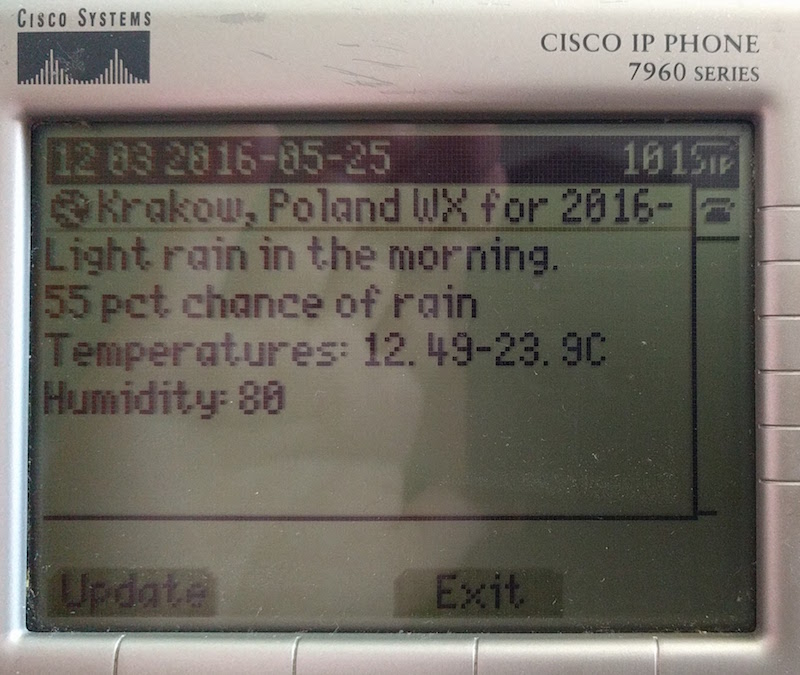 CISCO SYSTEMS
CISCO IP PHONE
7960 SERIES
12 03 2016-05-25
101 SIP
Krakow, Poland WX for 2016-
Light rain in the morning.
55 pct chance of rain
Temperatures: 12.49-23.9C
Humidity: 80
Update Exit